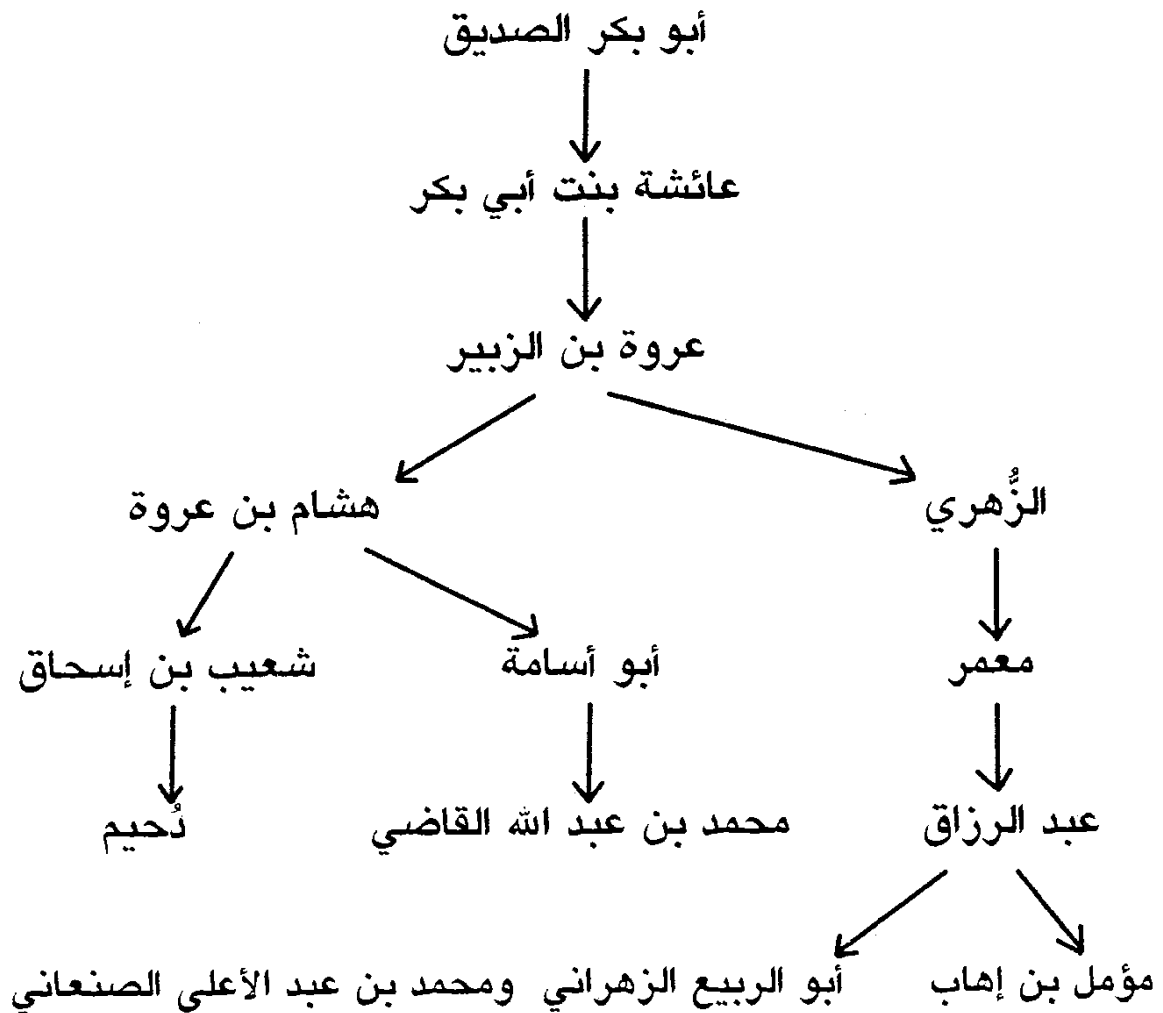 أبو بكر الصديق
عائشة بنت أبي بكر
عروة بن الزبير
الزُّهري
هشام بن عروة
معمر
أبو أسامة
شعيب بن إسحاق
عبد الرزاق
محمد بن عبد الله القاضي
دُحيم
مؤمل بن إهاب
أبو الربيع الزهراني ومحمد بن عبد الأعلى الصنعاني